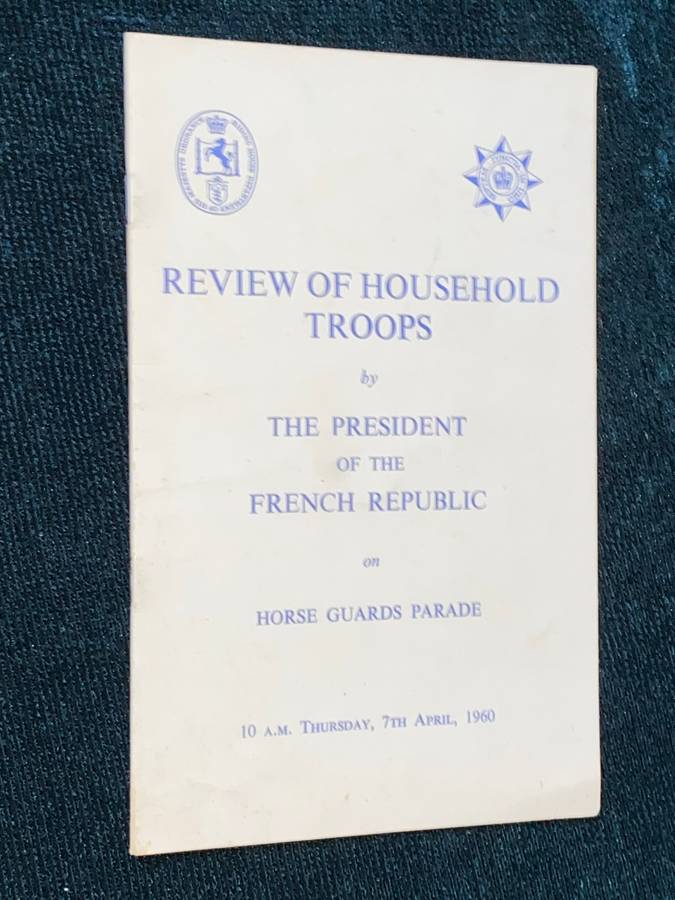 REVIEW OF HOUSEHOLD
TROOPS
by
THE PRESIDENT
OF THE
FRENCH REPUBLIC
on
HORSE GUARDS PARADE
10 A.M. THURSDAY, 7TH APRIL, 1960